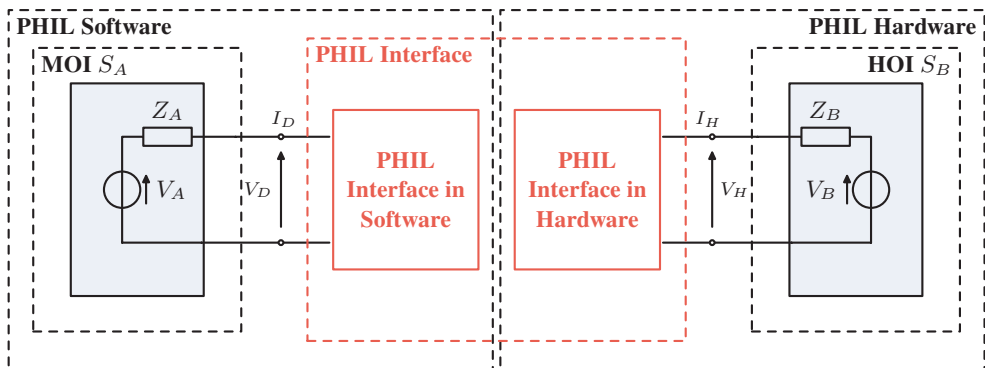 PHIL Software
PHIL Hardware
PHIL Interface
MOI S_A
HOI S_B
Z_A
I_D
I_H
Z_B
PHIL
Interface in
Software
PHIL
Interface in
Hardware
V_A
V_D
V_H
V_B